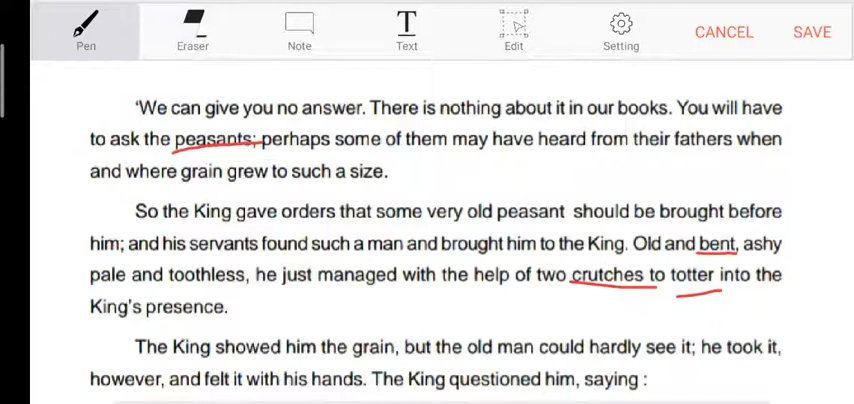 Pen Eraser Note Text Edit Setting CANCEL SAVE
'We can give you no answer. There is nothing about it in our books. You will have
to ask the peasants; perhaps some of them may have heard from their fathers when
and where grain grew to such a size.
So the King gave orders that some very old peasant should be brought before
him; and his servants found such a man and brought him to the King. Old and bent, ashy
pale and toothless, he just managed with the help of two crutches to totter into the
King's presence.
The King showed him the grain, but the old man could hardly see it; he took it,
however, and felt it with his hands. The King questioned him, saying :